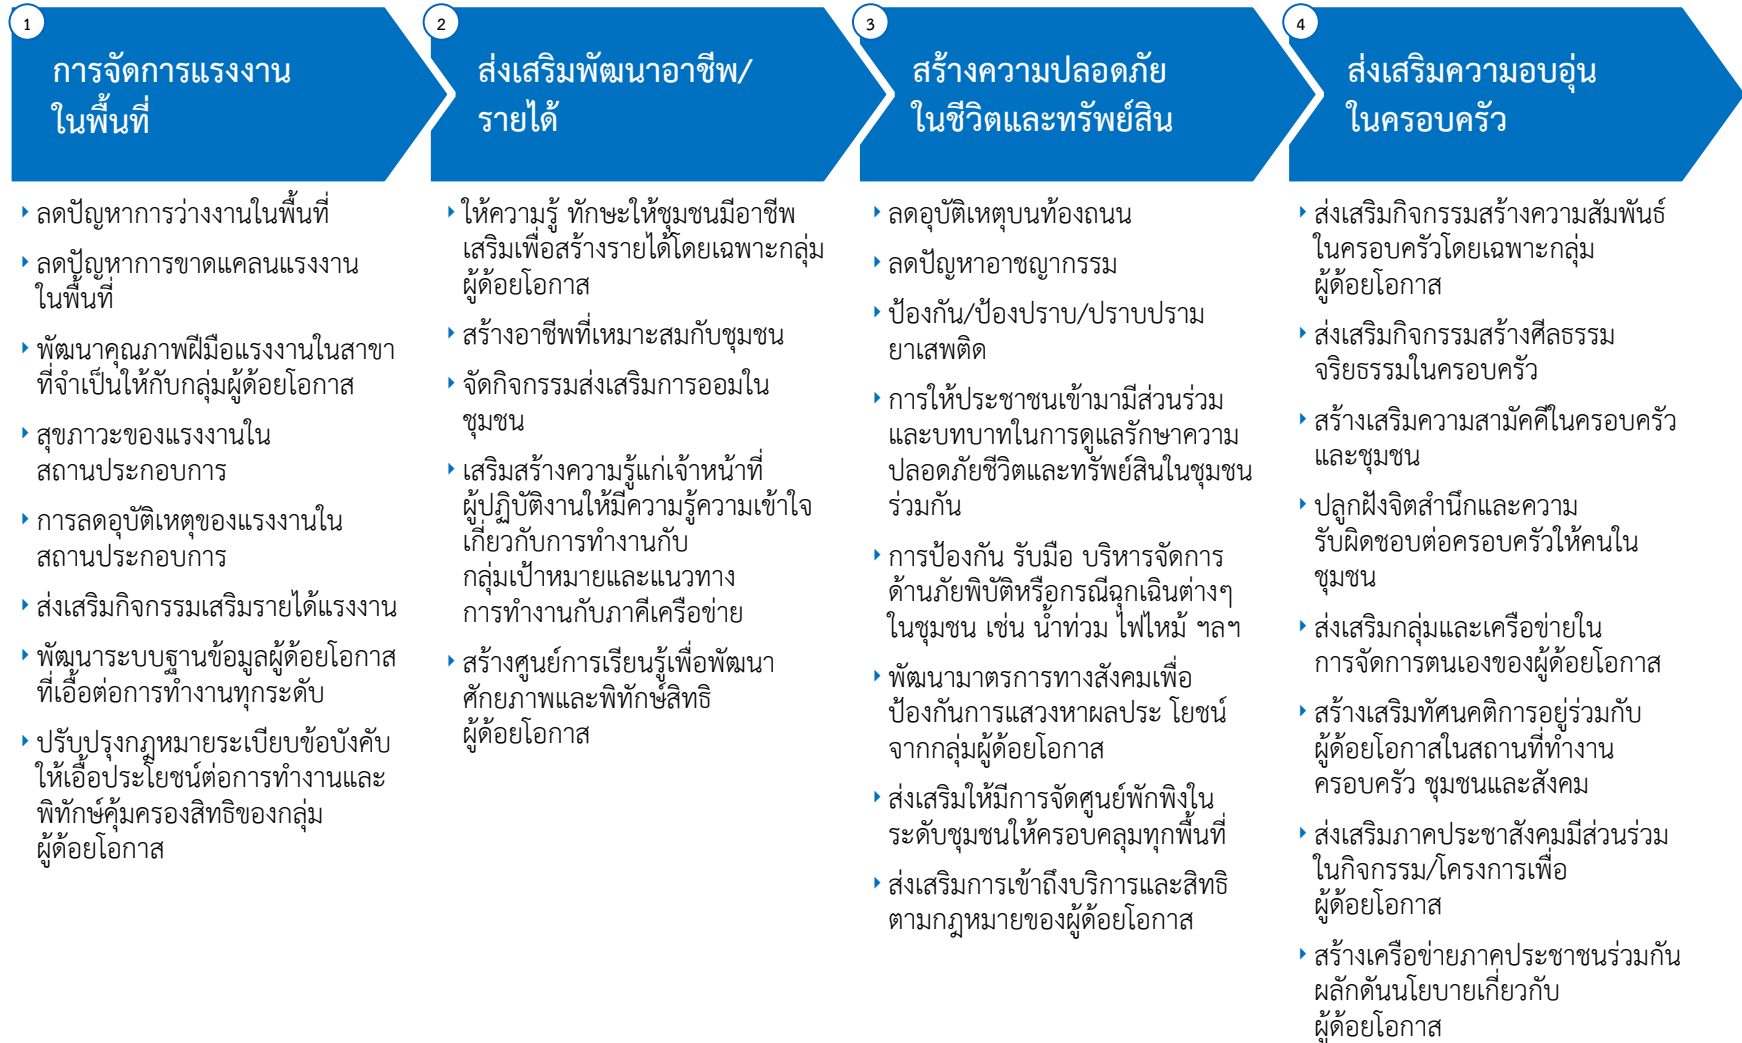 1
การจัดการแรงงาน
ในพื้นที่
ลดปัญหาการว่างงานในพื้นที่
ลดปัญหาการขาดแคลนแรงงาน
ในพื้นที่
พัฒนาคุณภาพฝีมือแรงงานในสาขา
ที่จำเป็นให้กับกลุ่มผู้ด้อยโอกาส
สุขภาวะของแรงงานใน
สถานประกอบการ
การลดอุบัติเหตุของแรงงานใน
สถานประกอบการ
ส่งเสริมกิจกรรมเสริมรายได้แรงงาน
พัฒนาระบบฐานข้อมูลผู้ด้อยโอกาส
ที่เอื้อต่อการทำงานทุกระดับ
ปรับปรุงกฎหมายระเบียบข้อบังคับ
ให้เอื้อประโยชน์ต่อการทำงานและ
พิทักษ์คุ้มครองสิทธิของกลุ่ม
ผู้ด้อยโอกาส
2
ส่งเสริมพัฒนาอาชีพ/
รายได้
ให้ความรู้ ทักษะให้ชุมชนมีอาชีพ
เสริมเพื่อสร้างรายได้โดยเฉพาะกลุ่ม
ผู้ด้อยโอกาส
สร้างอาชีพที่เหมาะสมกับชุมชน
จัดกิจกรรมส่งเสริมการออมใน
ชุมชน
เสริมสร้างความรู้แก่เจ้าหน้าที่
ผู้ปฏิบัติงานให้มีความรู้ความเข้าใจ
เกี่ยวกับการทำงานกับ
กลุ่มเป้าหมายและแนวทาง
การทำงานกับภาคีเครือข่าย
สร้างศูนย์การเรียนรู้เพื่อพัฒนา
ศักยภาพและพิทักษ์สิทธิ
ผู้ด้อยโอกาส
3
สร้างความปลอดภัย
ในชีวิตและทรัพย์สิน
ลดอุบัติเหตุบนท้องถนน
ลดปัญหาอาชญากรรม
ป้องกัน/ป้องปราบ/ปราบปราม
ยาเสพติด
การให้ประชาชนเข้ามามีส่วนร่วม
และบทบาทในการดูแลรักษาความ
ปลอดภัยชีวิตและทรัพย์สินในชุมชน
ร่วมกัน
การป้องกัน รับมือ บริหารจัดการ
ด้านภัยพิบัติหรือกรณีฉุกเฉินต่างๆ
ในชุมชน เช่น น้ำท่วม ไฟไหม้ ฯลฯ
พัฒนามาตรการทางสังคมเพื่อ
ป้องกันการแสวงหาผลประ โยชน์
จากกลุ่มผู้ด้อยโอกาส
ส่งเสริมให้มีการจัดศูนย์พักพิงใน
ระดับชุมชนให้ครอบคลุมทุกพื้นที่
ส่งเสริมการเข้าถึงบริการและสิทธิ
ตามกฎหมายของผู้ด้อยโอกาส
4
ส่งเสริมความอบอุ่น
ในครอบครัว
ส่งเสริมกิจกรรมสร้างความสัมพันธ์
ในครอบครัวโดยเฉพาะกลุ่ม
ผู้ด้อยโอกาส
ส่งเสริมกิจกรรมสร้างศีลธรรม
จริยธรรมในครอบครัว
สร้างเสริมความสามัคคีในครอบครัว
และชุมชน
ปลูกฝังจิตสำนึกและความ
รับผิดชอบต่อครอบครัวให้คนใน
ชุมชน
ส่งเสริมกลุ่มและเครือข่ายใน
การจัดการตนเองของผู้ด้อยโอกาส
สร้างเสริมทัศนคติการอยู่ร่วมกับ
ผู้ด้อยโอกาสในสถานที่ทำงาน
ครอบครัว ชุมชนและสังคม
ส่งเสริมภาคประชาสังคมมีส่วนร่วม
ในกิจกรรม/โครงการเพื่อ
ผู้ด้อยโอกาส
สร้างเครือข่ายภาคประชาชนร่วมกัน
ผลักดันนโยบายเกี่ยวกับ
ผู้ด้อยโอกาส